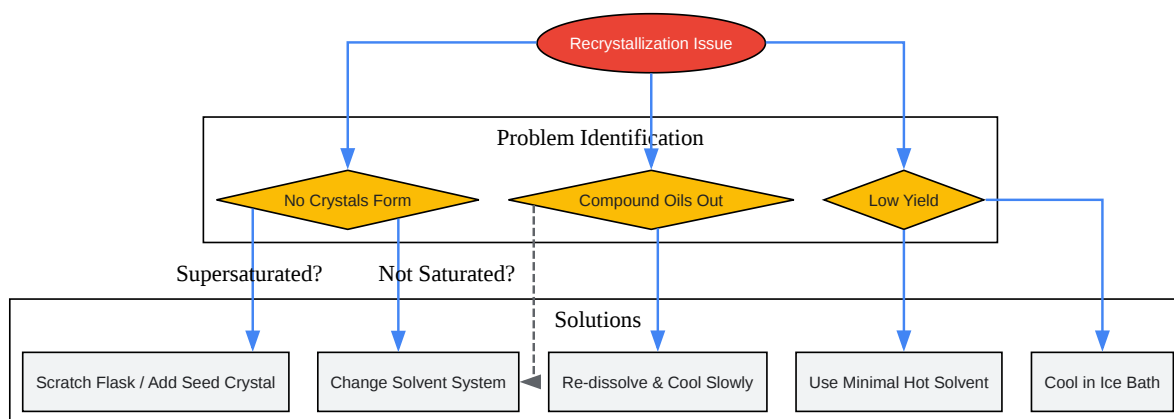 Recrystallization Issue
Problem Identification
No Crystals Form
Compound Oils Out
Low Yield
Supersaturated?
Not Saturated?
Solutions
Scratch Flask / Add Seed Crystal
Change Solvent System
Re-dissolve & Cool Slowly
Use Minimal Hot Solvent
Cool in Ice Bath